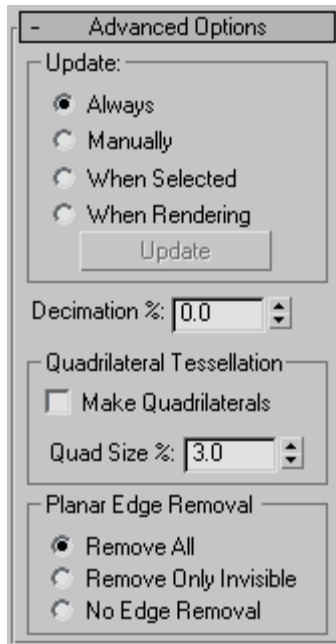 - Advanced Options
Update:
Always
Manually
When Selected
When Rendering
Update
Decimation %: 0.0
Quadrilateral Tessellation
Make Quadrilaterals
Quad Size %: 3.0
Planar Edge Removal
Remove All
Remove Only Invisible
No Edge Removal